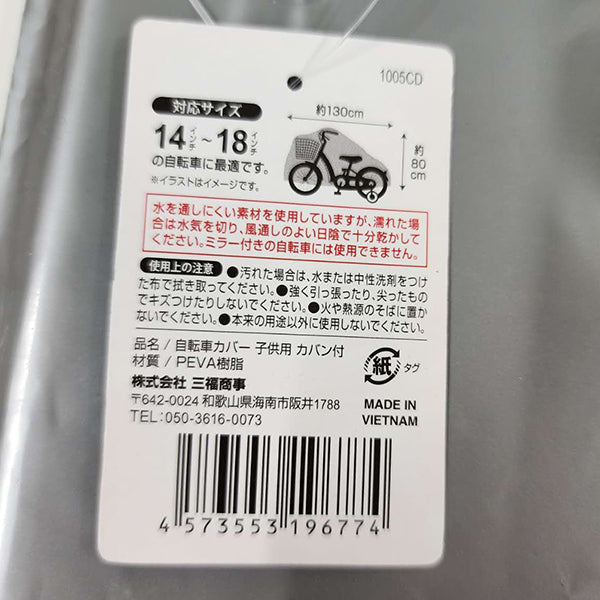 1005CD
対応サイズ
14インチ~18インチ
の自転車に最適です。
※イラストはイメージです。
約130cm
約80cm
水を通しにくい素材を使用していますが、濡れた場
合は水気を切り、風通しのよい日陰で十分乾かして
ください。ミラー付きの自転車には使用できません。
使用上の注意 ●汚れた場合は、水または中性洗剤をつけ
た布で拭き取ってください。●強く引っ張ったり、尖ったもの
でキズつけたりしないでください。●火や熱源のそばに置か
ないでください。●本来の用途以外に使用しないでください。
品名/自転車カバー 子供用 カバン付
材質/PEVA樹脂
株式会社 三福商事
〒642-0024 和歌山県海南市阪井1788
TEL:050-3616-0073
紙 タグ
MADE IN
VIETNAM
4 573553 196774